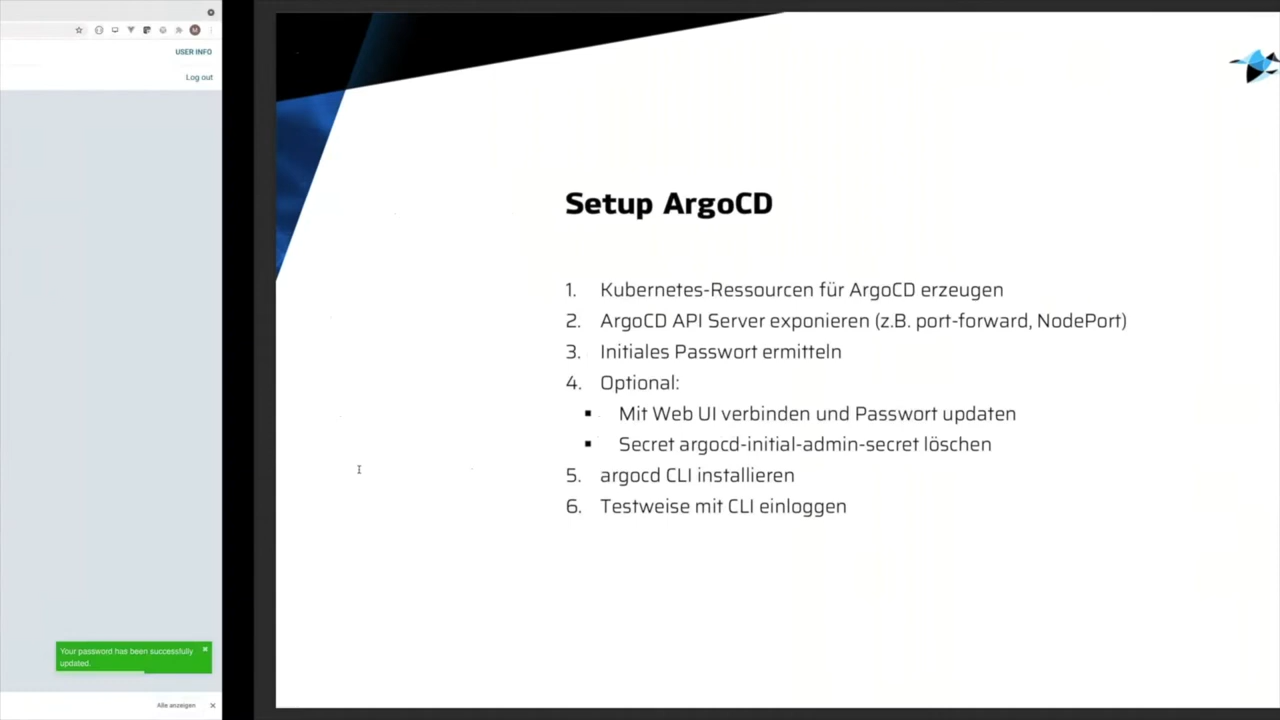 USER INFO
Log out
Your password has been successfully
updated.
Alle anzeigen
Setup ArgoCD
1. Kubernetes-Ressourcen für ArgoCD erzeugen
2. ArgoCD API Server exponieren (z.B. port-forward, NodePort)
3. Initiales Passwort ermitteln
4. Optional:
▪ Mit Web UI verbinden und Passwort updaten
▪ Secret argocd-initial-admin-secret löschen
5. argocd CLI installieren
6. Testweise mit CLI einloggen